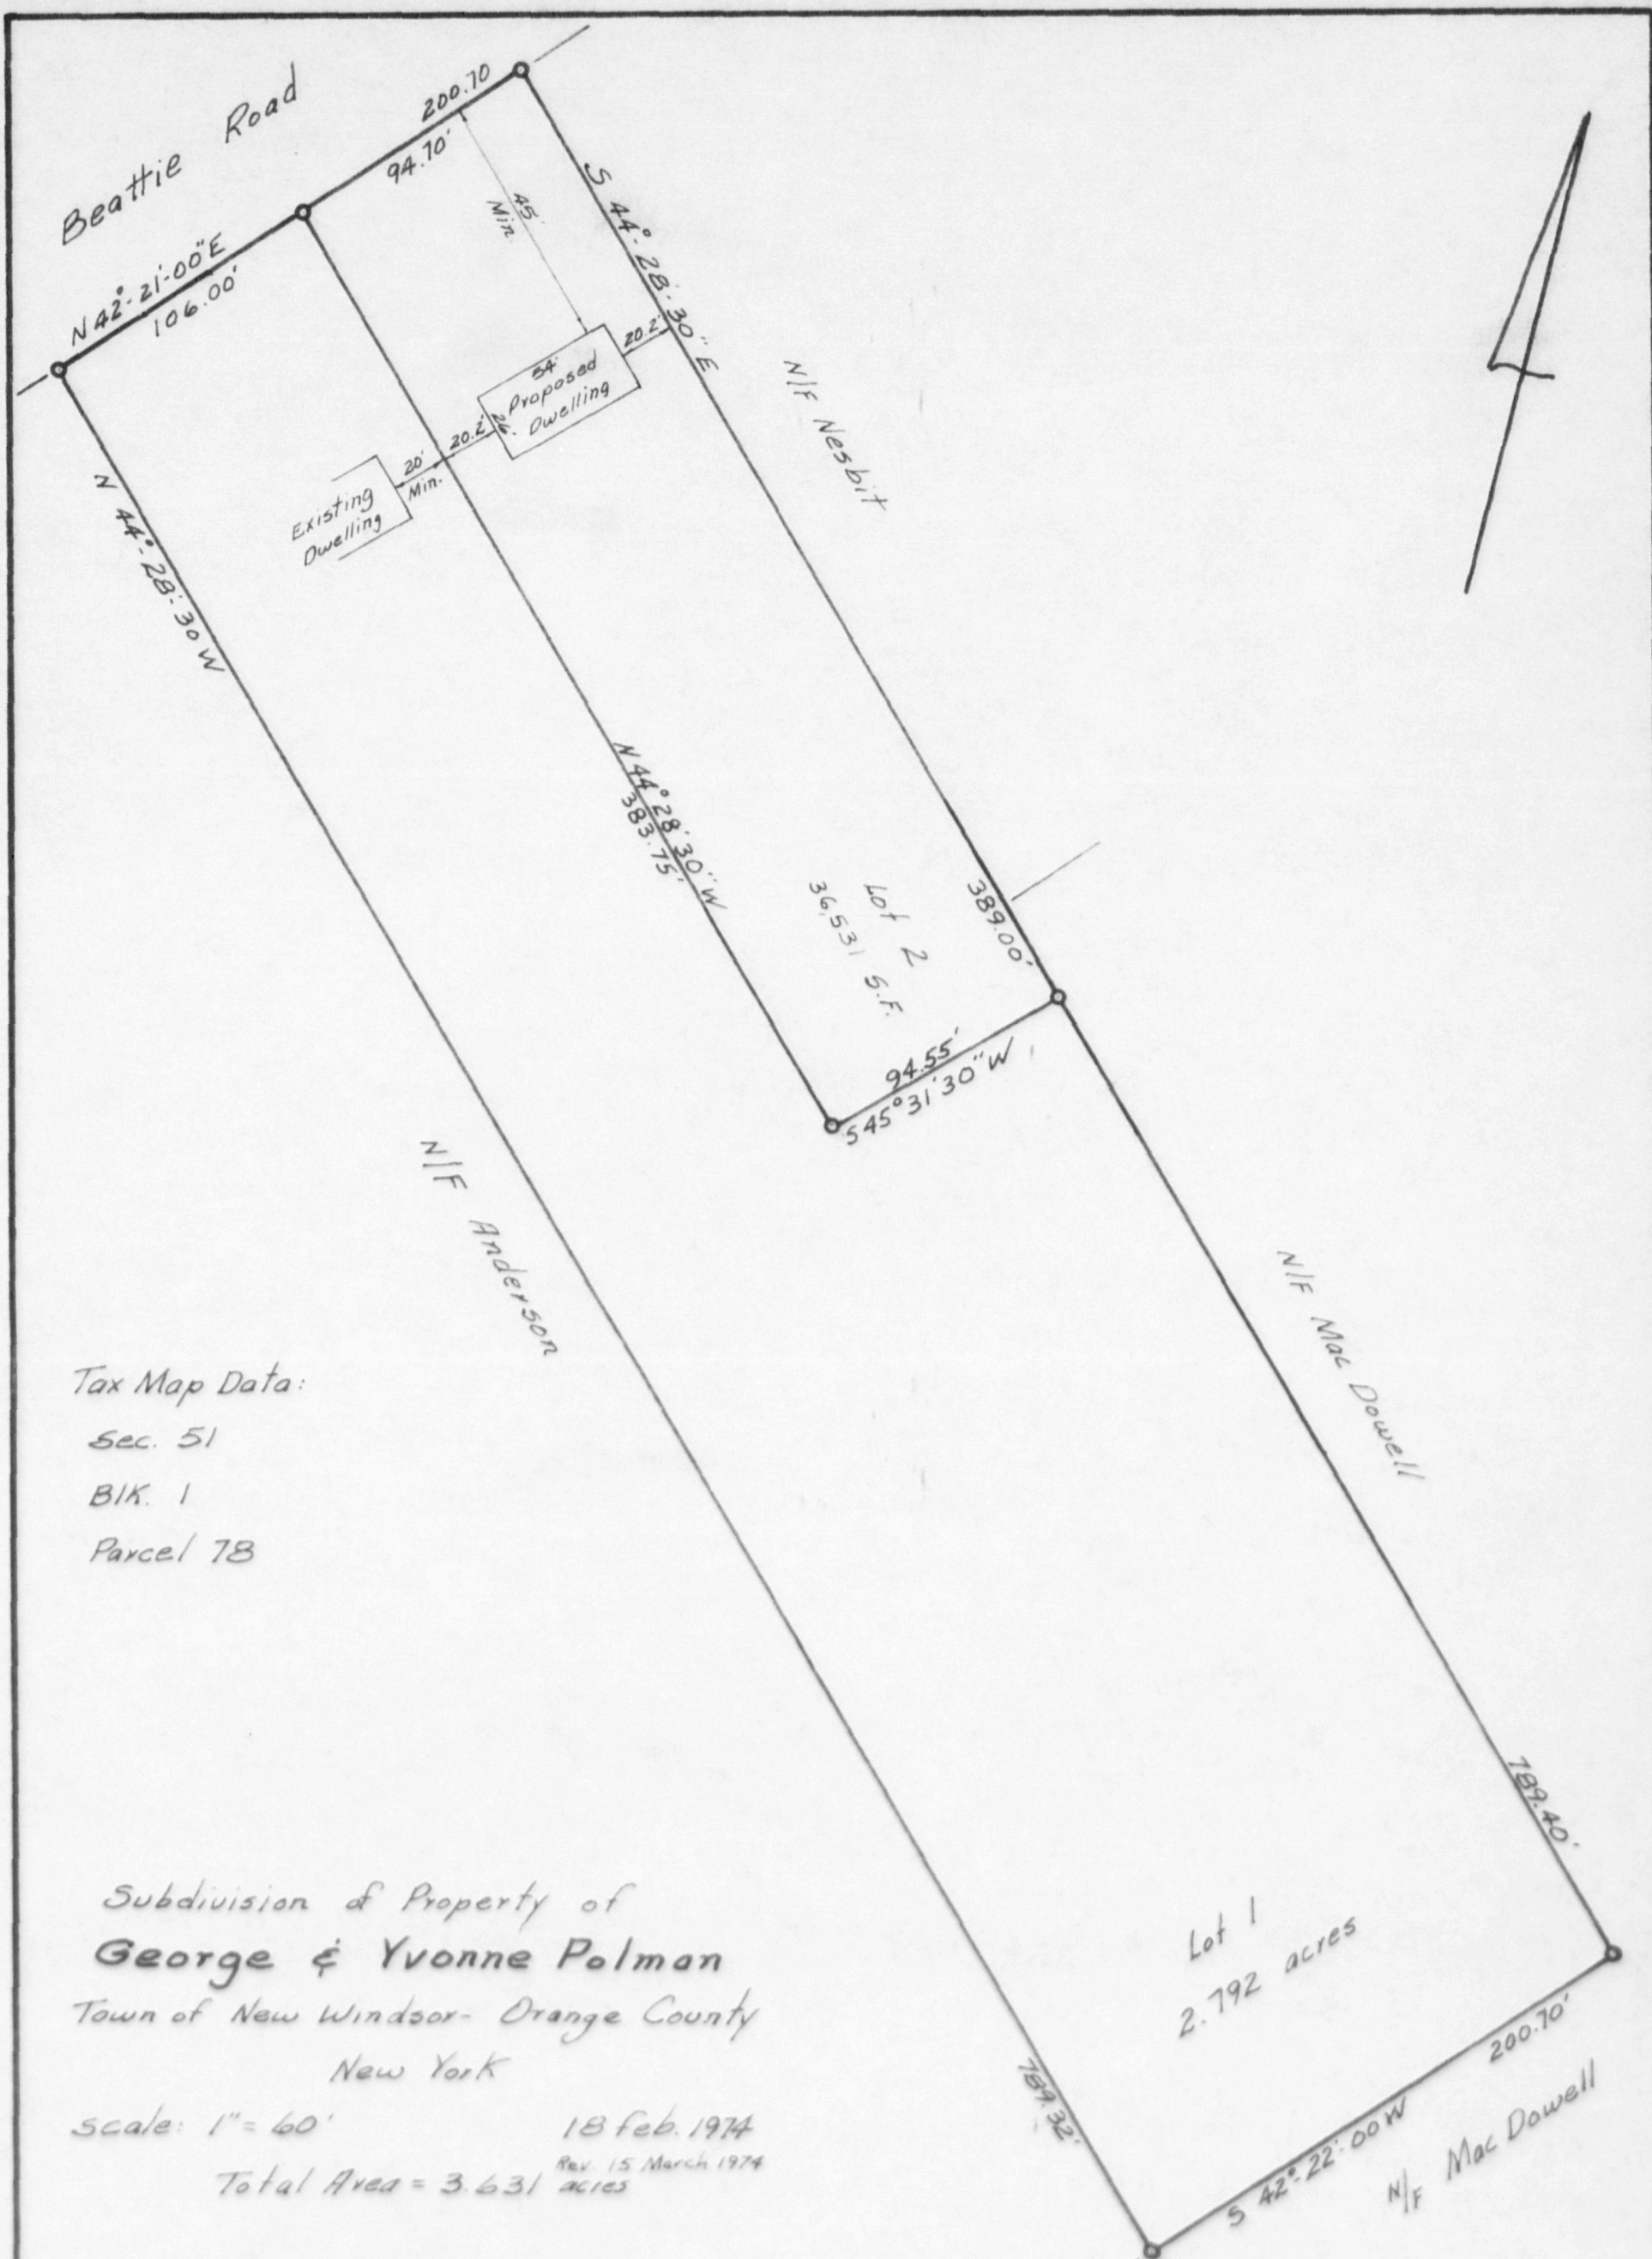 Beattie Road
200.70
94.70'
N 42°-21'-00" E
106.00'
45'
Min.
S 44°-28'-30" E
20.2'
54'
Proposed
Dwelling
26'
20.2'
20'
Min.
Existing
Dwelling
N/F Nesbit
N 44°-28'-30 W
N 44° 28' 30" W
383.75'
Lot 2
36,531 S.F.
389.00'
94.55'
S 45° 31' 30" W
N/F Anderson
N/F Mac Dowell
Tax Map Data:
Sec. 51
Blk. 1
Parcel 78
789.40'
Lot 1
2.792 acres
200.70'
S 42°-22'-00 W
N/F Mac Dowell
789.32'
Subdivision of Property of
George & Yvonne Polman
Town of New Windsor- Orange County
New York
Scale: 1" = 60'
18 Feb. 1974
Rev. 15 March 1974
Total Area = 3.631 acres